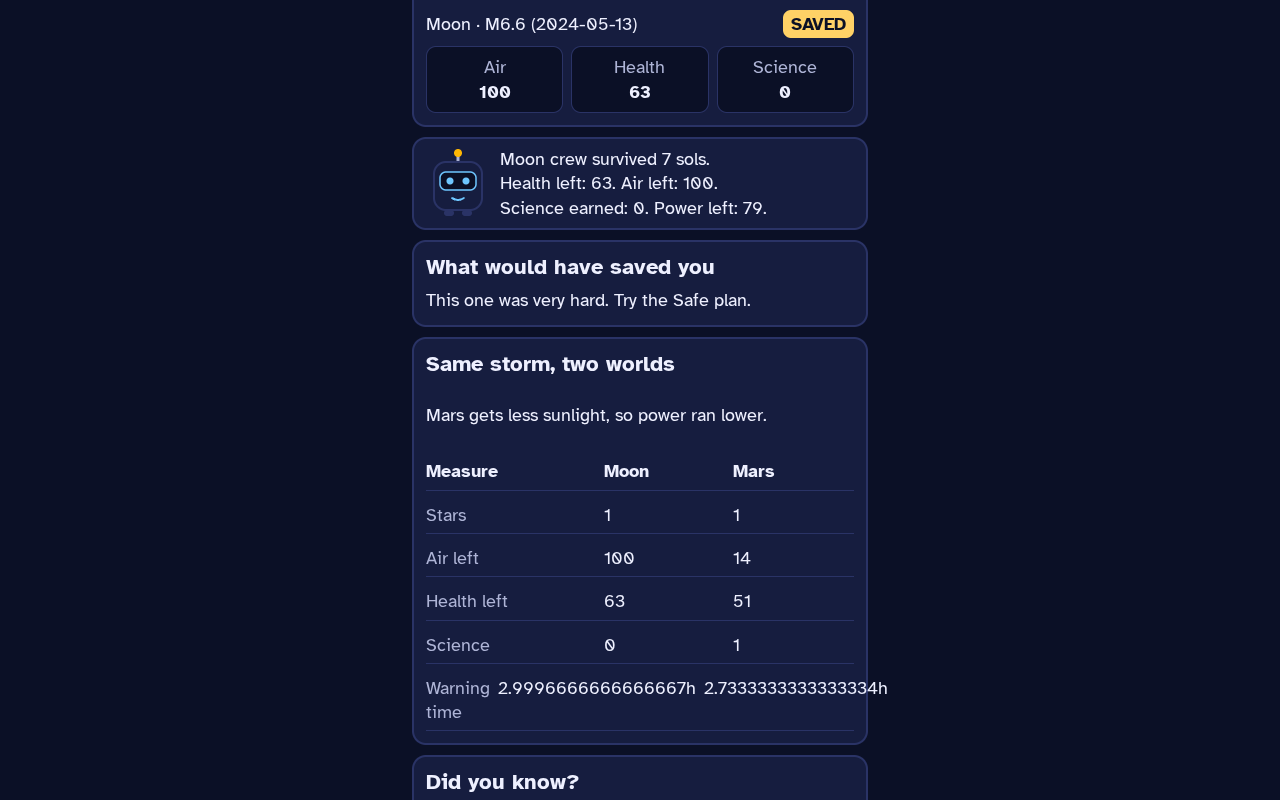 Moon · M6.6 (2024-05-13) SAVED
Air Health Science
100 63 0
Moon crew survived 7 sols.
Health left: 63. Air left: 100.
Science earned: 0. Power left: 79.
What would have saved you
This one was very hard. Try the Safe plan.
Same storm, two worlds
Mars gets less sunlight, so power ran lower.
Measure Moon Mars
Stars 1 1
Air left 100 14
Health left 63 51
Science 0 1
Warning time 2.9996666666666667h 2.7333333333333334h
Did you know?